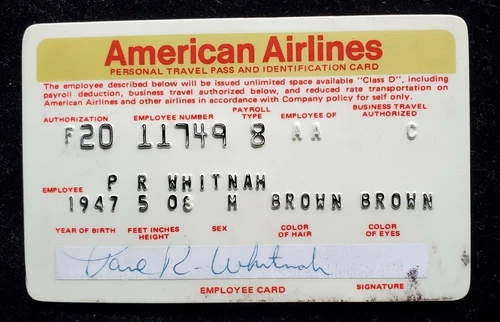 American Airlines
PERSONAL TRAVEL PASS AND IDENTIFICATION CARD
The employee described below will be issued unlimited space available "Class D", including
payroll deduction, business travel authorized below, and reduced rate transportation on
American Airlines and other airlines in accordance with Company policy for self only.
AUTHORIZATION EMPLOYEE NUMBER PAYROLL TYPE EMPLOYEE OF BUSINESS TRAVEL AUTHORIZED
F20 11749 8 AA C
EMPLOYEE P R WHITNAH
1947 5 08 M BROWN BROWN
YEAR OF BIRTH FEET INCHES HEIGHT SEX COLOR OF HAIR COLOR OF EYES
R. Whitnah
EMPLOYEE CARD SIGNATURE